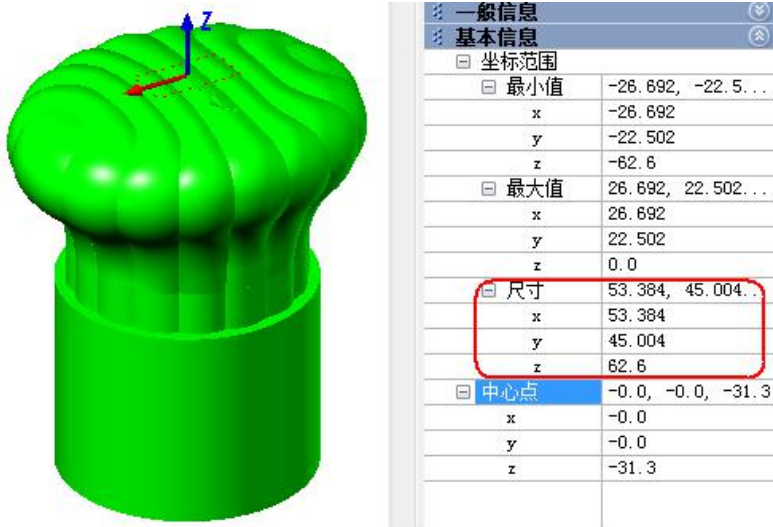 Z
一般信息
基本信息
坐标范围
最小值 -26.692, -22.5...
x -26.692
y -22.502
z -62.6
最大值 26.692, 22.502...
x 26.692
y 22.502
z 0.0
尺寸 53.384, 45.004..
x 53.384
y 45.004
z 62.6
中心点 -0.0, -0.0, -31.3
x -0.0
y -0.0
z -31.3